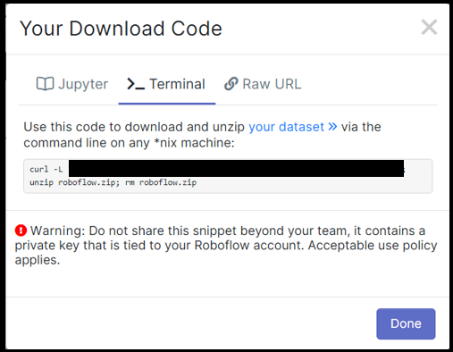 Your Download Code
Jupyter
Terminal
Raw URL
Use this code to download and unzip your dataset » via the
command line on any *nix machine:
curl -L
unzip roboflow.zip; rm roboflow.zip
Warning: Do not share this snippet beyond your team, it contains a
private key that is tied to your Roboflow account. Acceptable use policy
applies.
Done